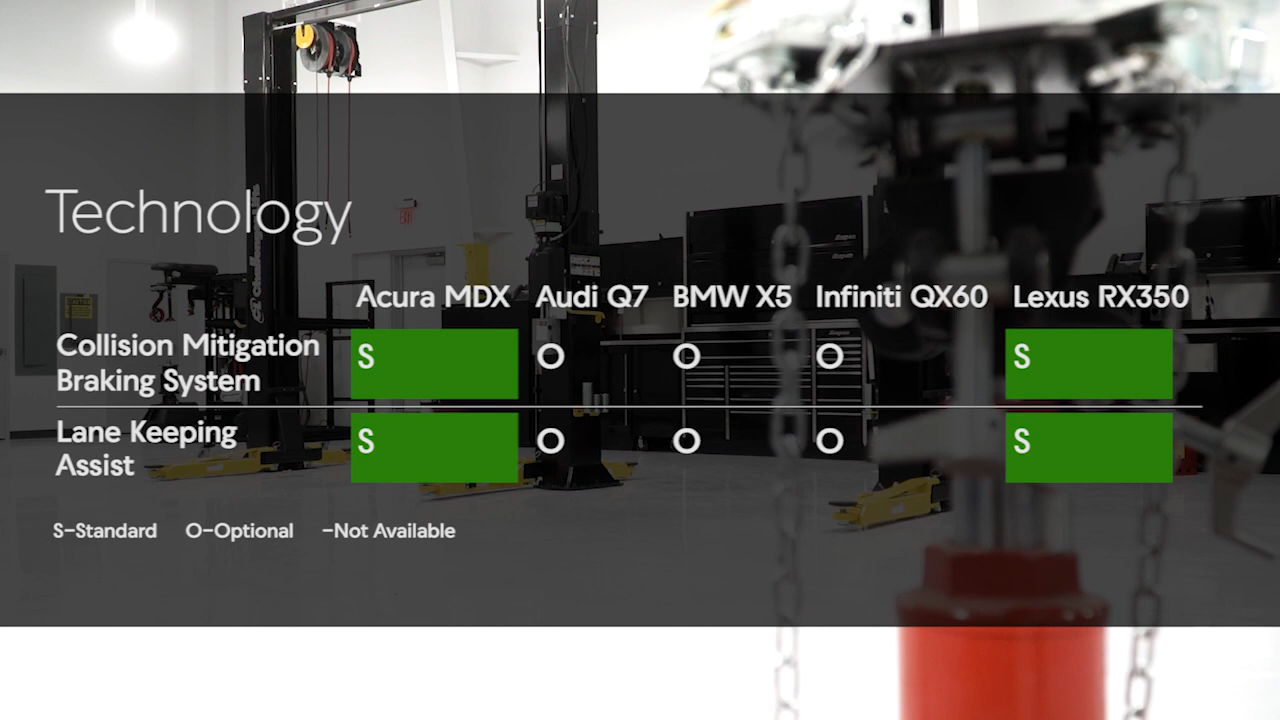 Technology
Acura MDX Audi Q7 BMW X5 Infiniti QX60 Lexus RX350
Collision Mitigation
Braking System
S O O O S
Lane Keeping
Assist
S O O O S
S-Standard O-Optional -Not Available